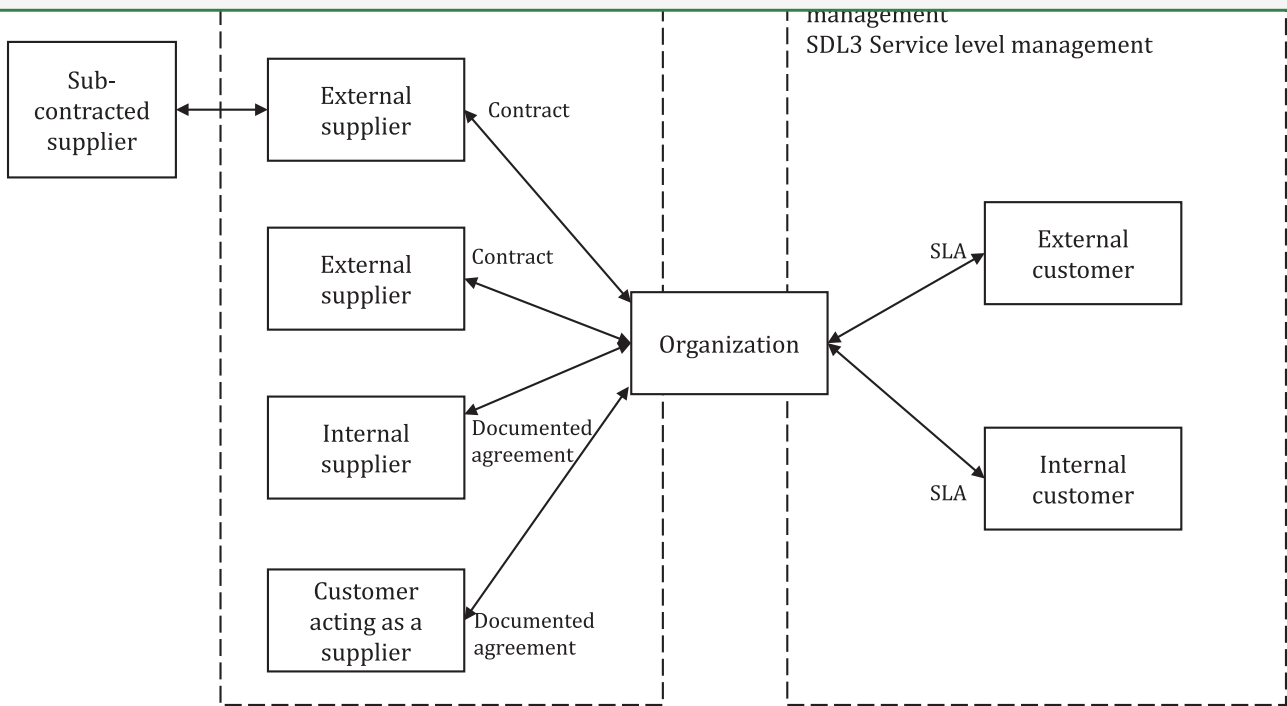 management
SDL3 Service level management
Sub-
contracted
supplier
External
supplier
Contract
External
supplier
Contract
Internal
supplier
Documented
agreement
Customer
acting as a
supplier
Documented
agreement
Organization
SLA
External
customer
SLA
Internal
customer